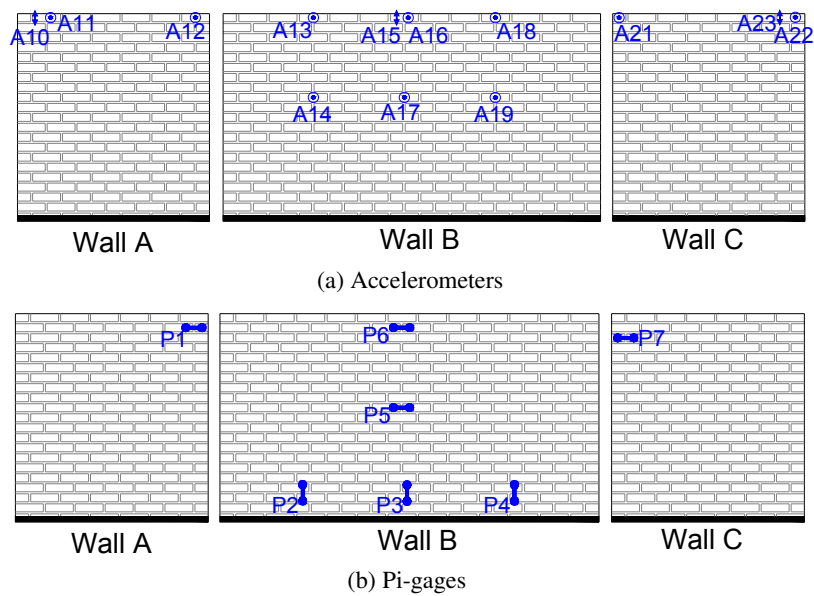 A10 A11 A12 A13 A15 A16 A18 A21 A23 A22
A14 A17 A19
Wall A Wall B Wall C
(a) Accelerometers
P1 P6 P7
P5
P2 P3 P4
Wall A Wall B Wall C
(b) Pi-gages